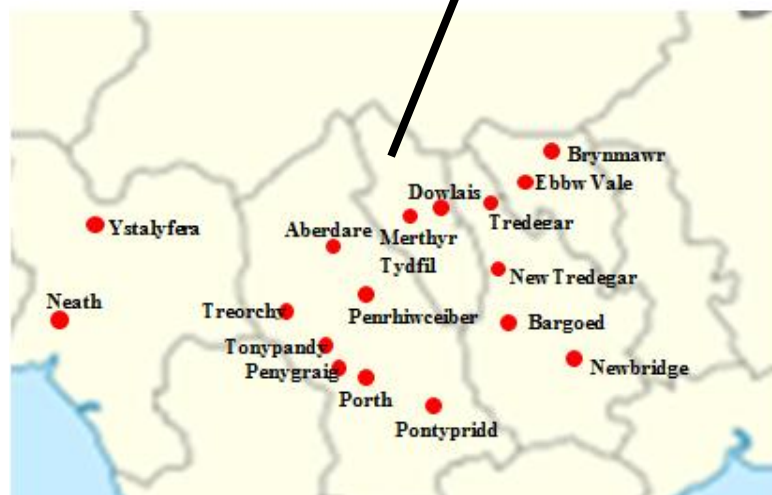 Brynmawr
Ebbw Vale
Dowlais
Tredegar
Ystalyfera
Aberdare
Merthyr
Tydfil
New Tredegar
Neath
Treorchy
Penrhiwceiber
Bargoed
Tonypandy
Penygraig
Newbridge
Porth
Pontypridd